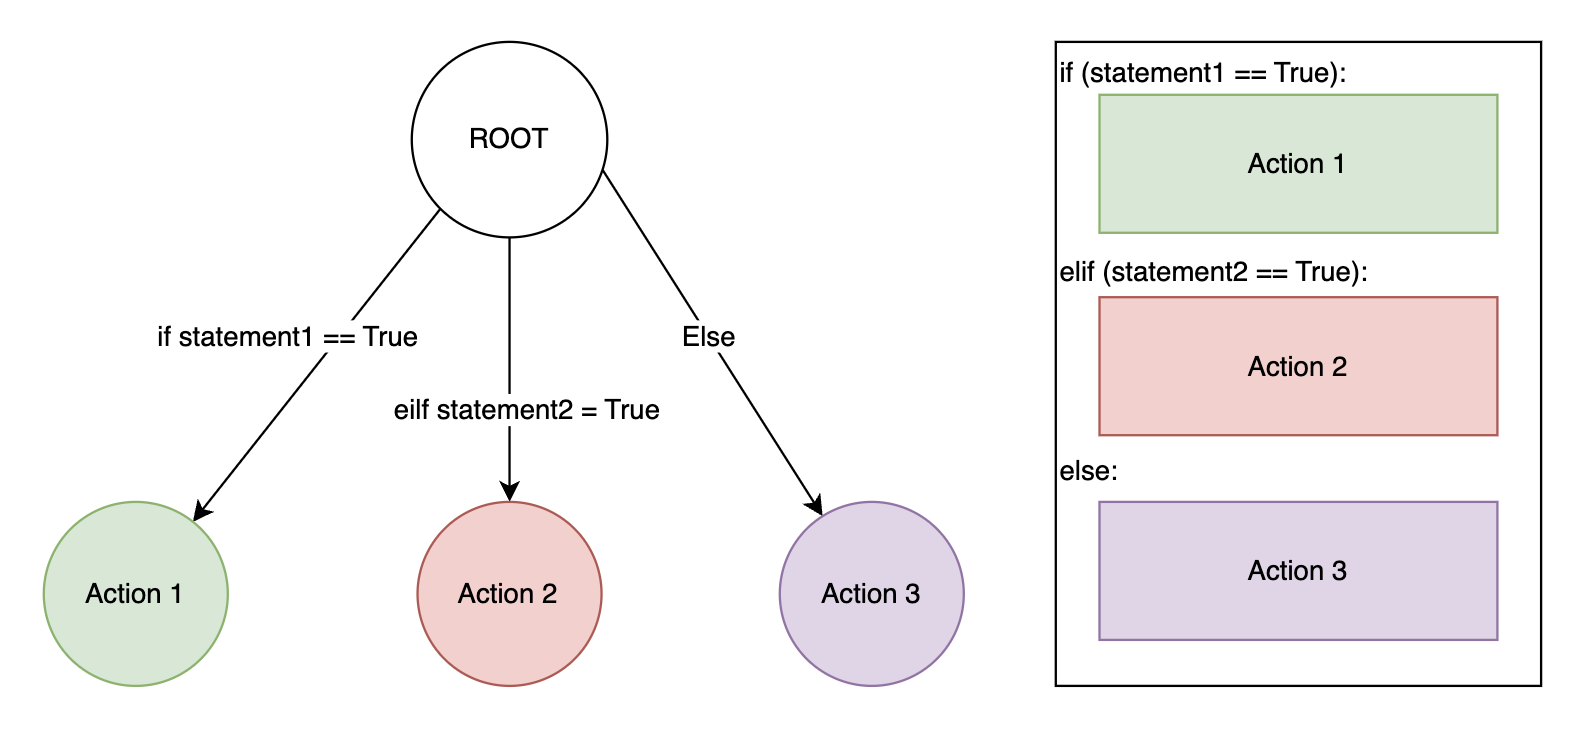 ROOT
if statement1 == True
Else
eilf statement2 = True
Action 1
Action 2
Action 3
if (statement1 == True):
Action 1
elif (statement2 == True):
Action 2
else:
Action 3